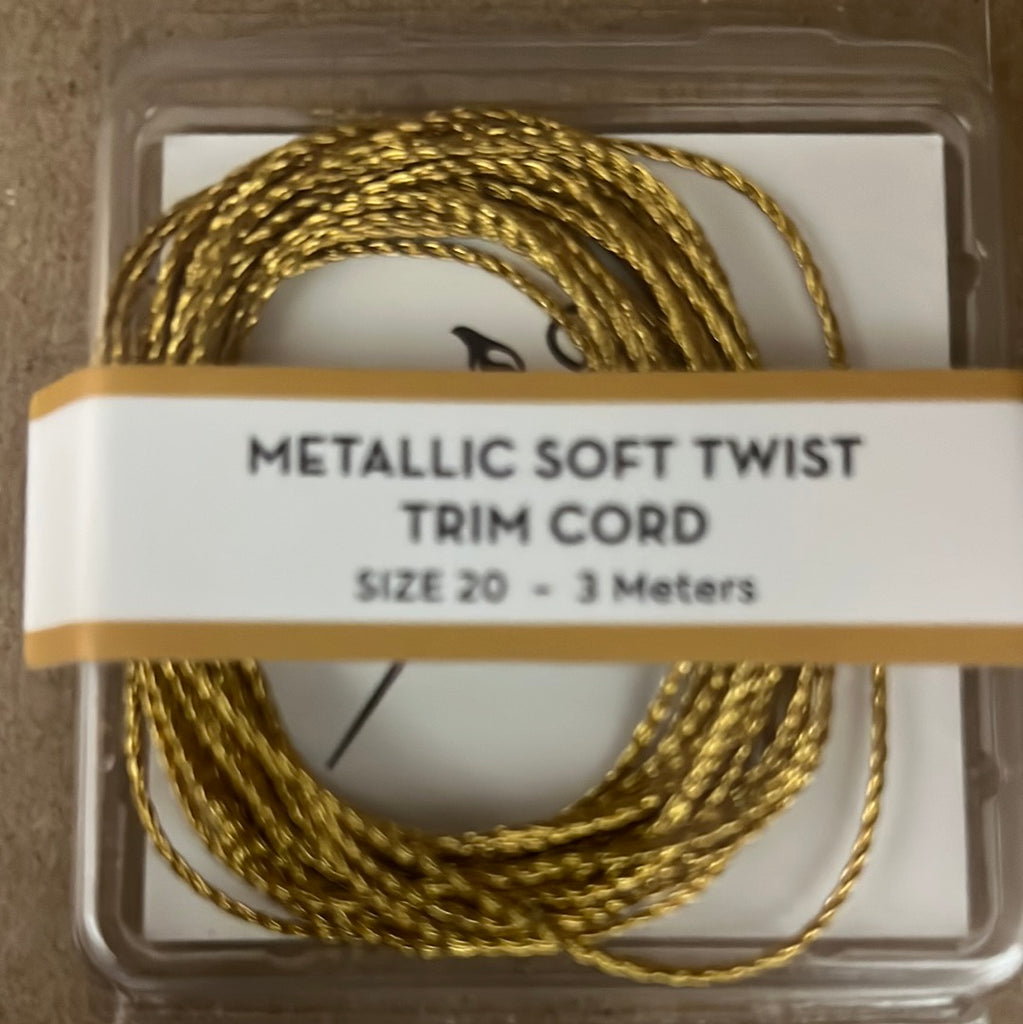 METALLIC SOFT TWIST
TRIM CORD
SIZE 20 - 3 Meters